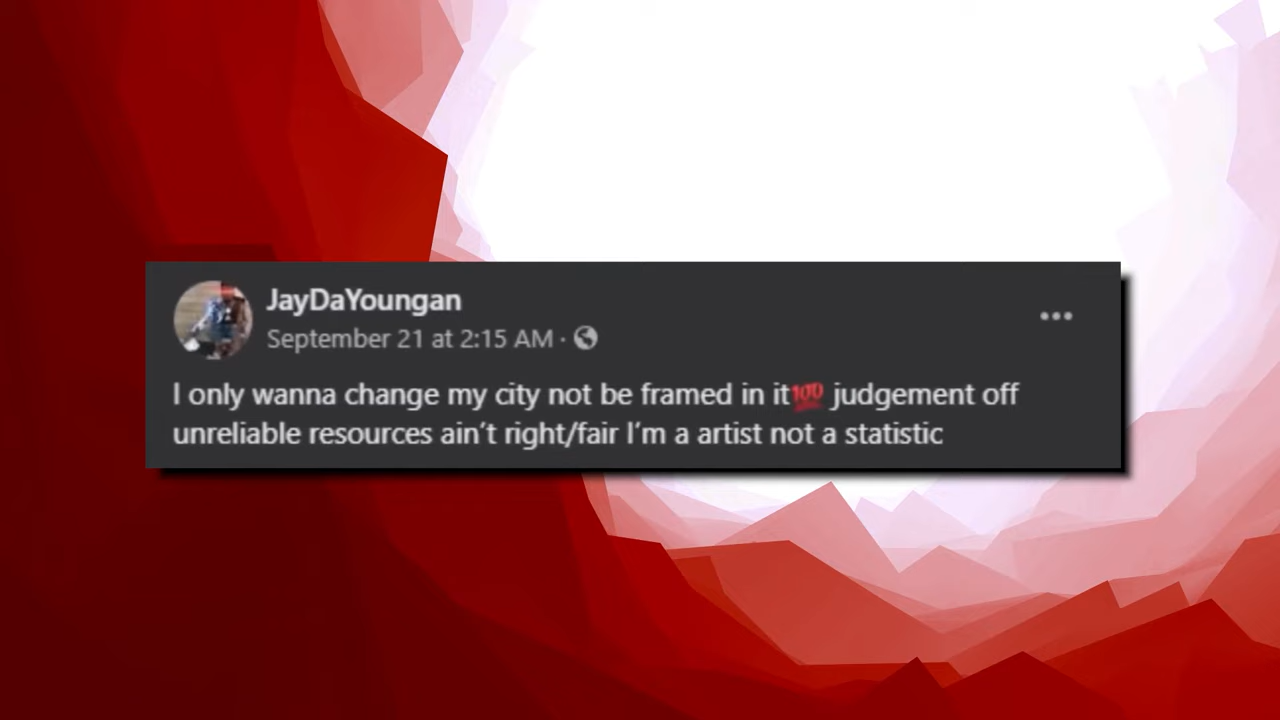 JayDaYoungan
September 21 at 2:15 AM ·
I only wanna change my city not be framed in it💯 judgement off
unreliable resources ain’t right/fair I’m a artist not a statistic